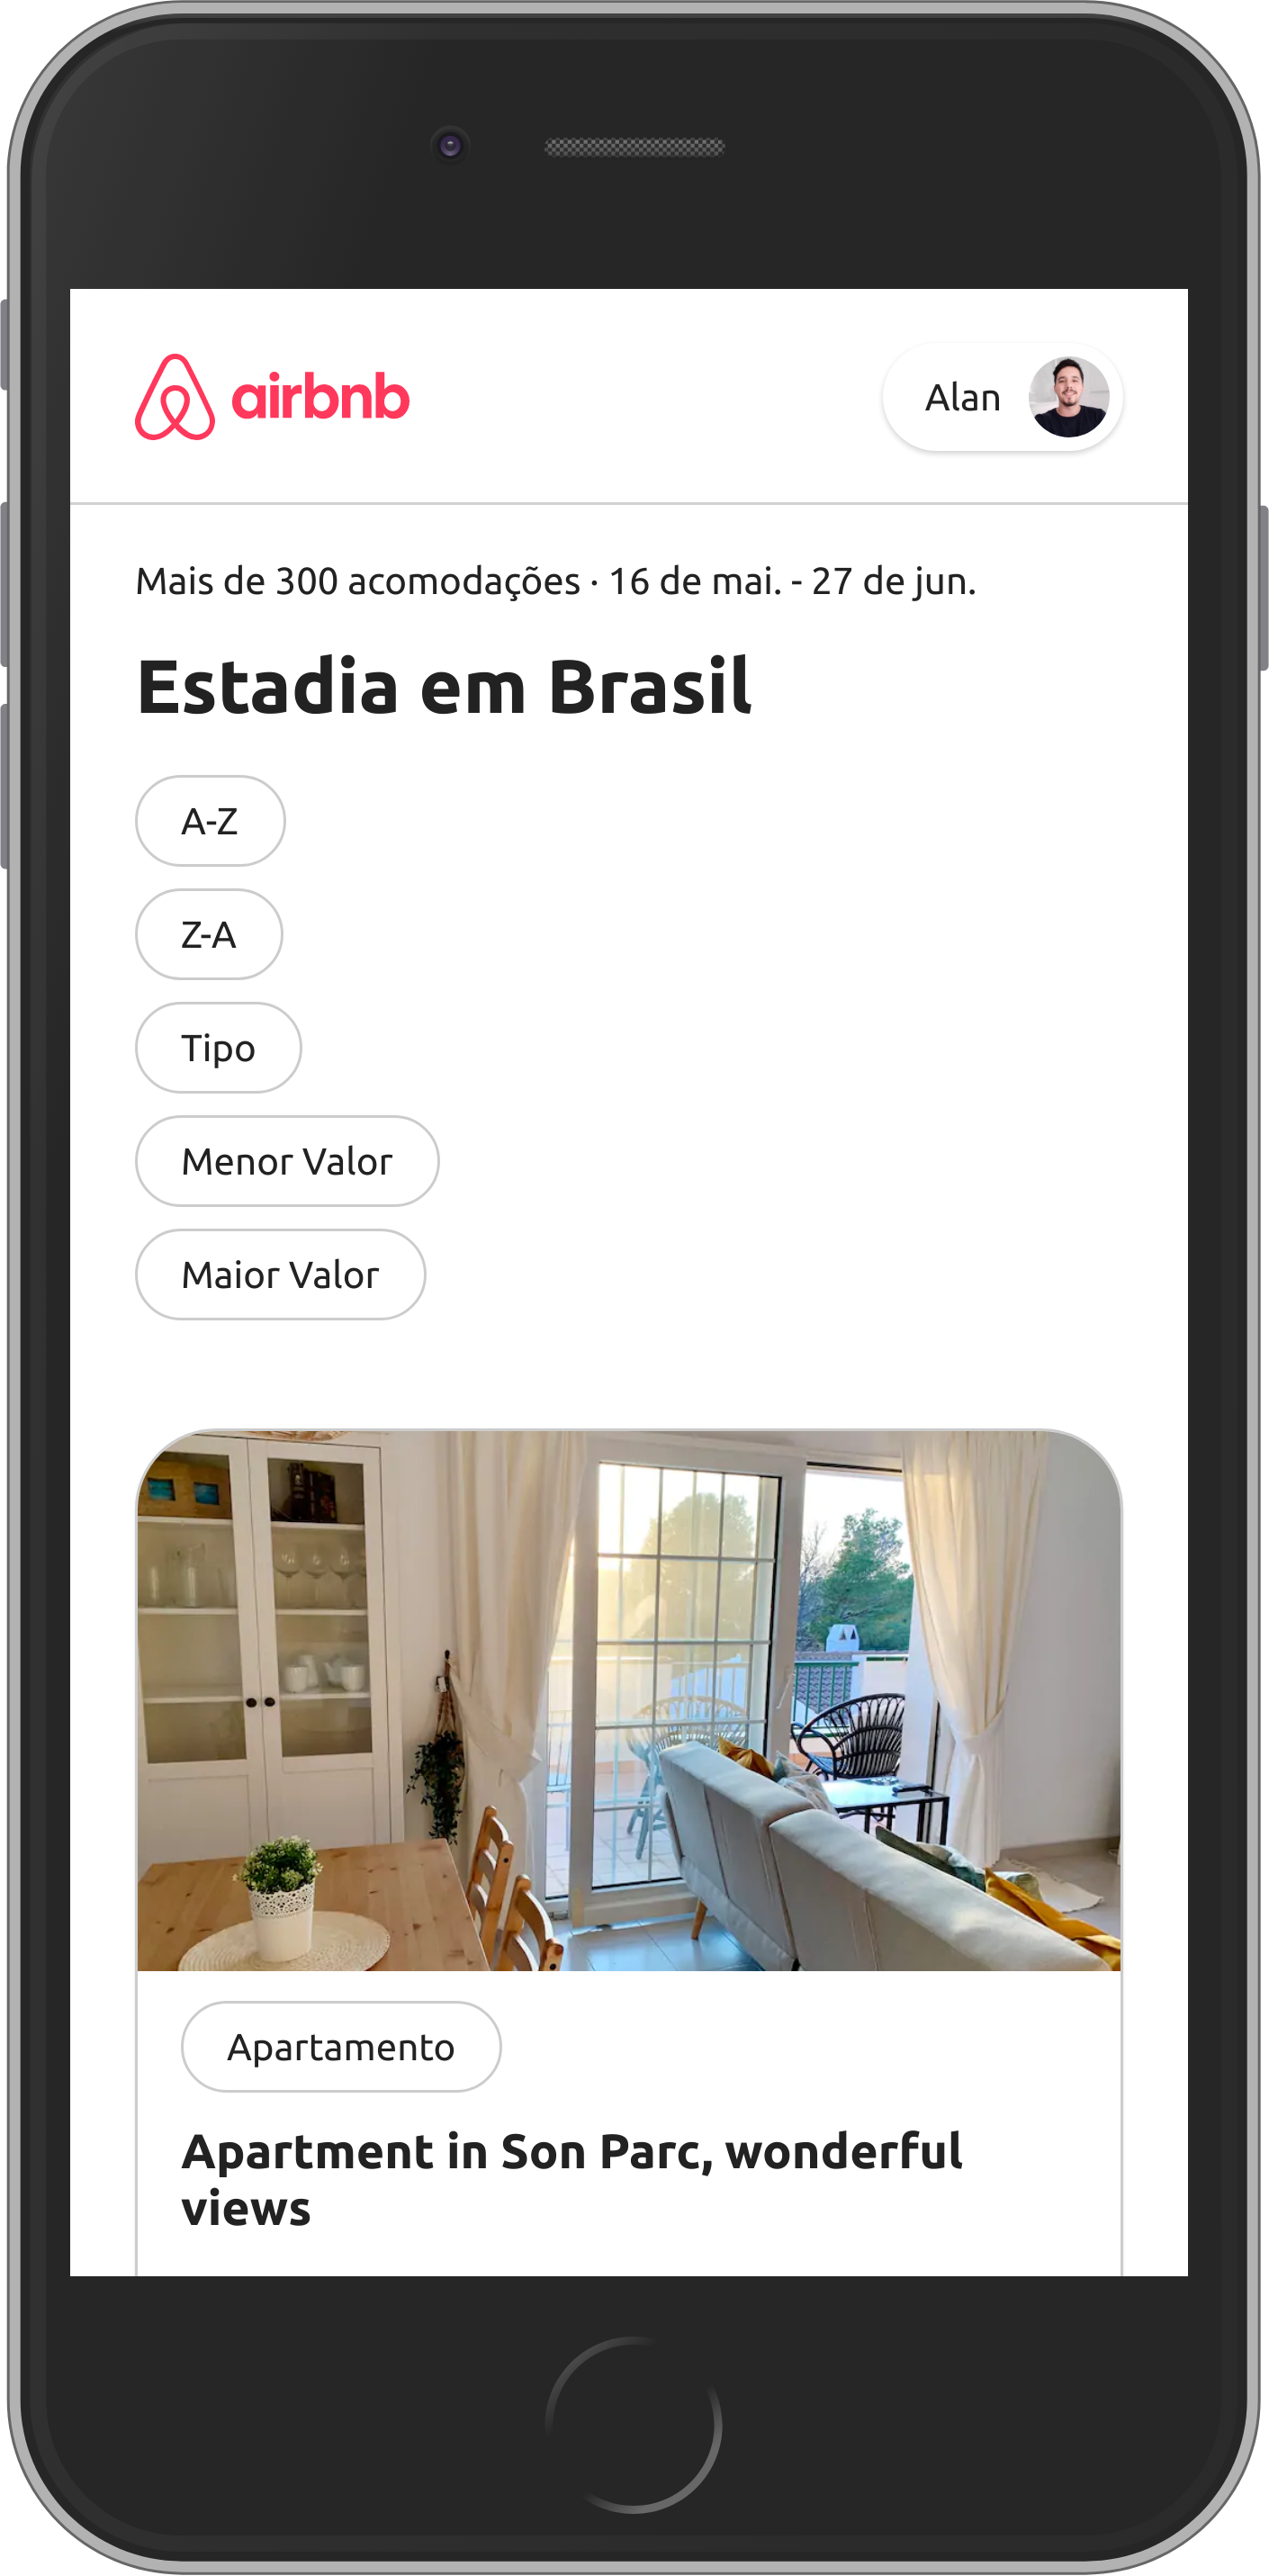 airbnb
Alan
Mais de 300 acomodações · 16 de mai. - 27 de jun.
Estadia em Brasil
A-Z
Z-A
Tipo
Menor Valor
Maior Valor
Apartamento
Apartment in Son Parc, wonderful
views